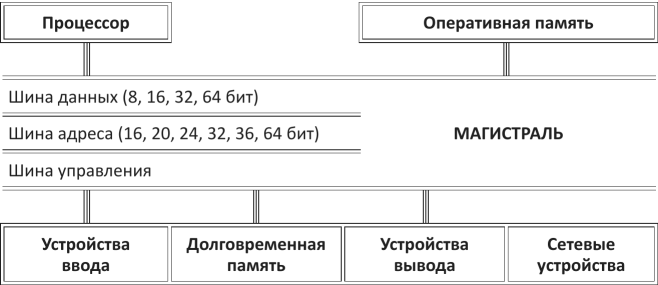 Процессор
Оперативная память
Шина данных (8, 16, 32, 64 бит)
Шина адреса (16, 20, 24, 32, 36, 64 бит)
МАГИСТРАЛЬ
Шина управления
Устройства
ввода
Долговременная
память
Устройства
вывода
Сетевые
устройства